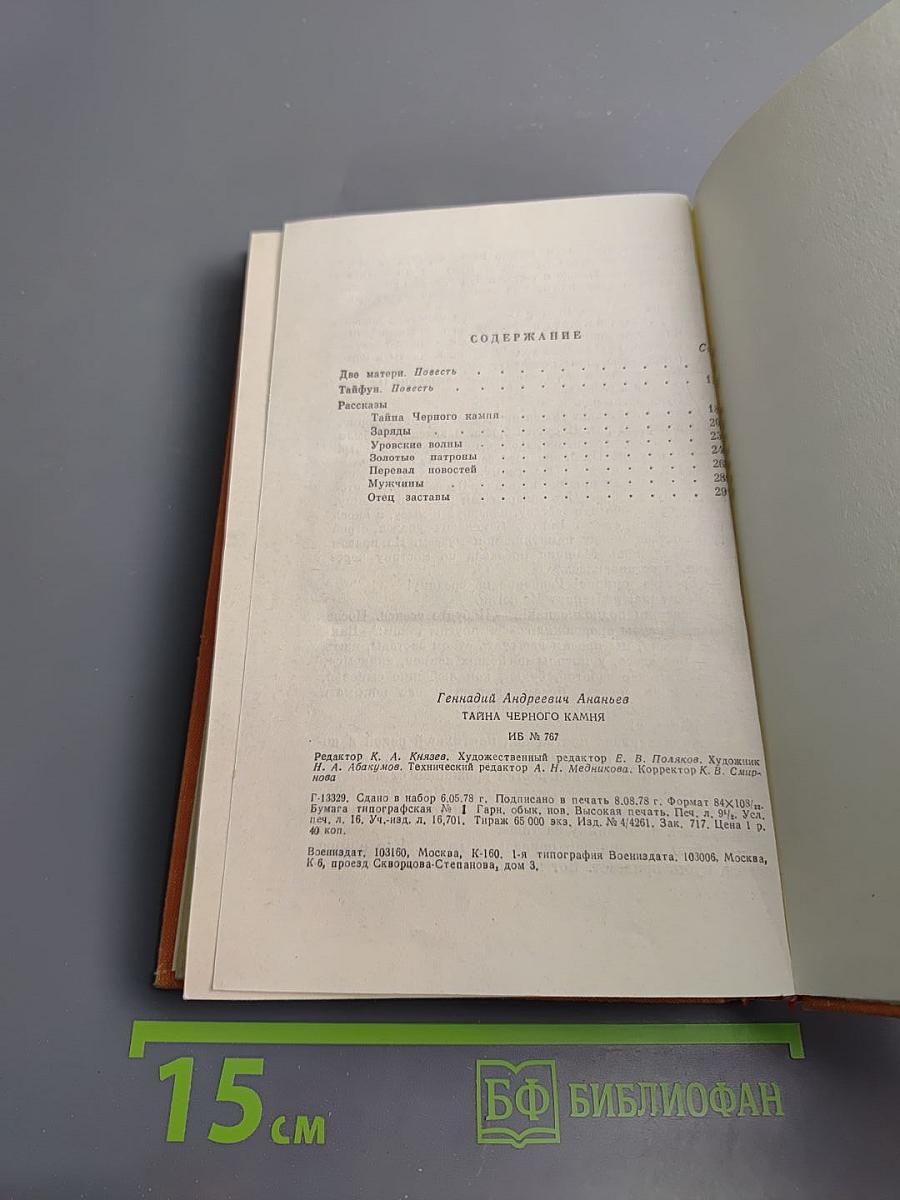 СОДЕРЖАНИЕ
Две матери. Повесть
Тайфун. Повесть
Рассказы
Тайна Черного камня
Заряды
Уровские волны
Золотые патроны
Перевал новостей
Мужчины
Отец заставы
Геннадий Андреевич Ананьев
ТАЙНА ЧЕРНОГО КАМНЯ
ИБ № 767
Редактор К. А. Князев. Художественный редактор Е. В. Поляков. Художник
Н. А. Абакумов. Технический редактор А. Н. Медникова. Корректор К. В. Смир-
нова
Г-13329. Сдано в набор 6.05.78 г. Подписано в печать 8.08.78 г. Формат 84×108/₃₂.
Бумага типографская № 1 Гарн. обык. нов. Высокая печать. Печ. л. 9½. Усл.
печ. л. 16. Уч.-изд. л. 16,701. Тираж 65 000 экз. Изд. № 4/4261. Зак. 717. Цена 1 р.
40 коп.
Воениздат, 103160, Москва, К-160. 1-я типография Воениздата. 103006, Москва,
К-6, проезд Скворцова-Степанова, дом 3.
15 см
БФ БИБЛИОФАН